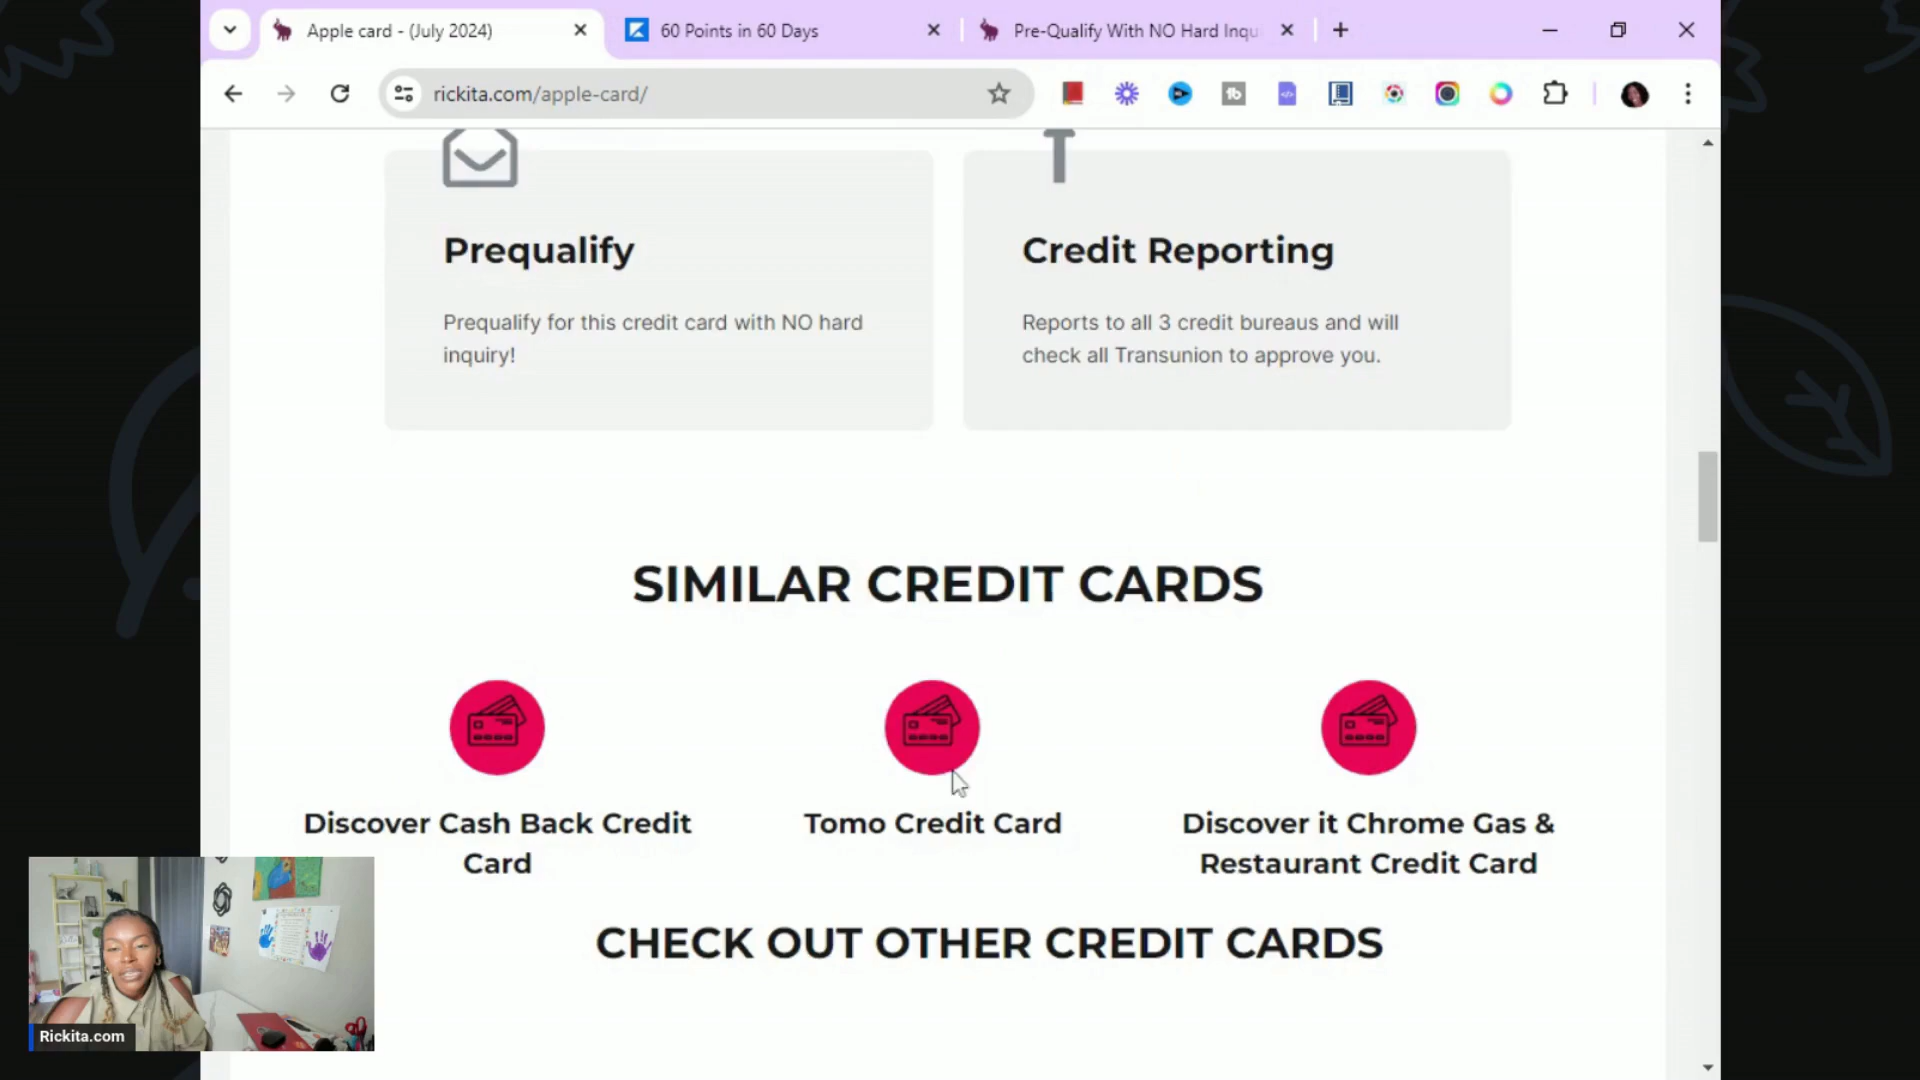 Apple card - (July 2024)
60 Points in 60 Days
Pre-Qualify With NO Hard Inqu
rickita.com/apple-card/
Prequalify
Prequalify for this credit card with NO hard
inquiry!
Credit Reporting
Reports to all 3 credit bureaus and will
check all Transunion to approve you.
SIMILAR CREDIT CARDS
Discover Cash Back Credit
Card
Tomo Credit Card
Discover it Chrome Gas &
Restaurant Credit Card
CHECK OUT OTHER CREDIT CARDS
Rickita.com